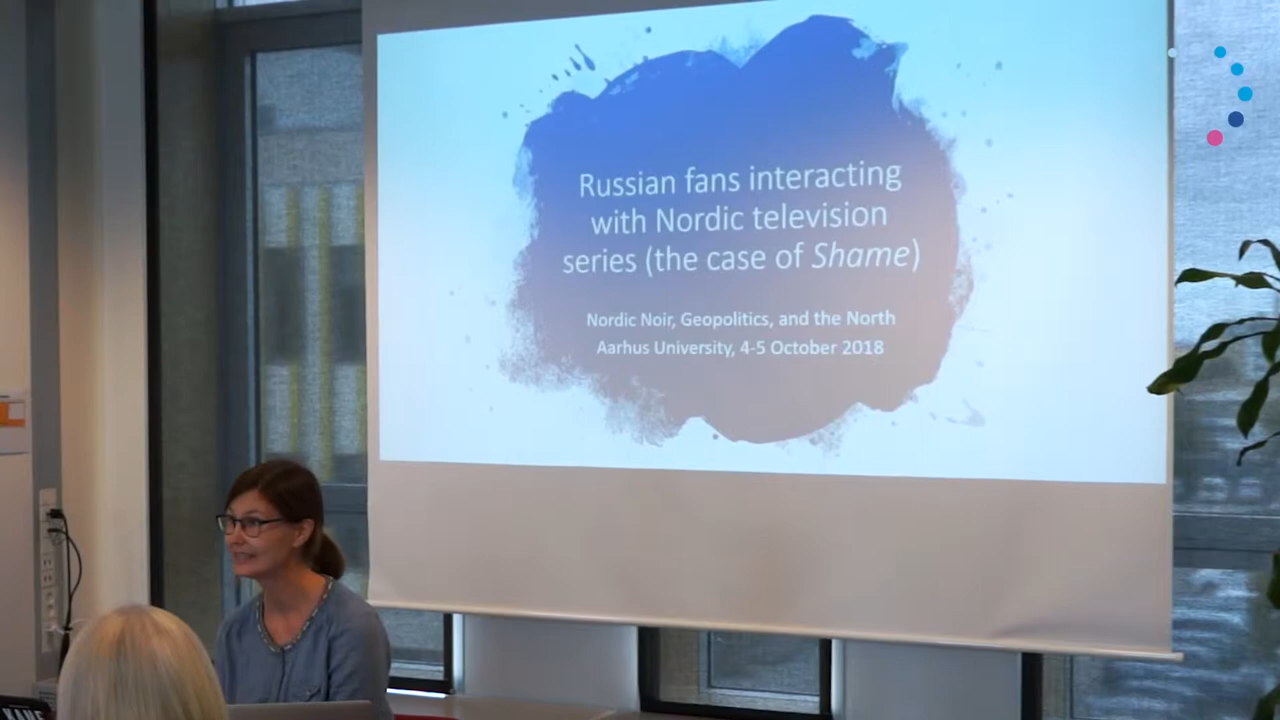 Russian fans interacting
with Nordic television
series (the case of Shame)
Nordic Noir, Geopolitics, and the North
Aarhus University, 4-5 October 2018